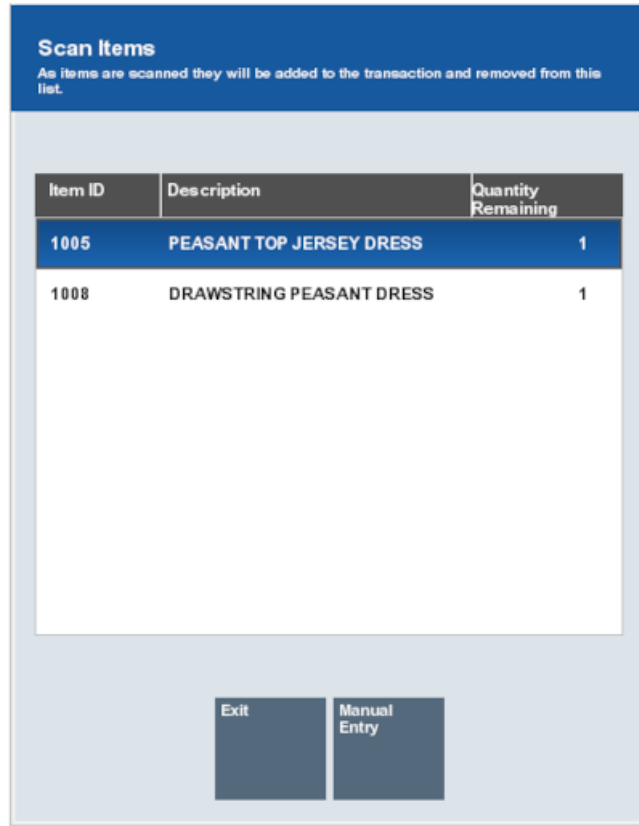 Scan Items
As items are scanned they will be added to the transaction and removed from this
list.
Item ID Description Quantity
Remaining
1005 PEASANT TOP JERSEY DRESS 1
1008 DRAWSTRING PEASANT DRESS 1
Exit Manual
Entry